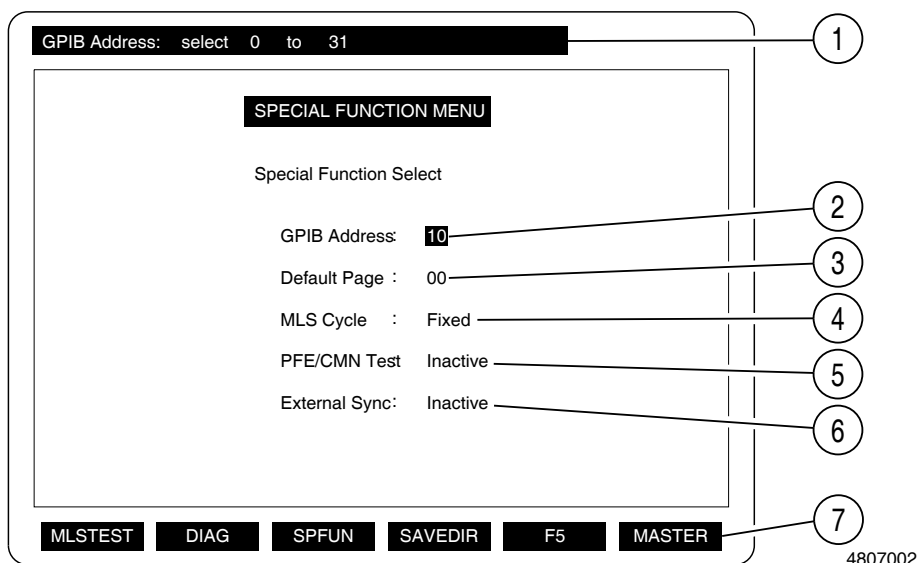 GPIB Address: select 0 to 31
1
SPECIAL FUNCTION MENU
Special Function Select
GPIB Address: 10
2
Default Page : 00
3
MLS Cycle : Fixed
4
PFE/CMN Test: Inactive
5
External Sync: Inactive
6
MLSTEST DIAG SPFUN SAVEDIR F5 MASTER
7
4807002